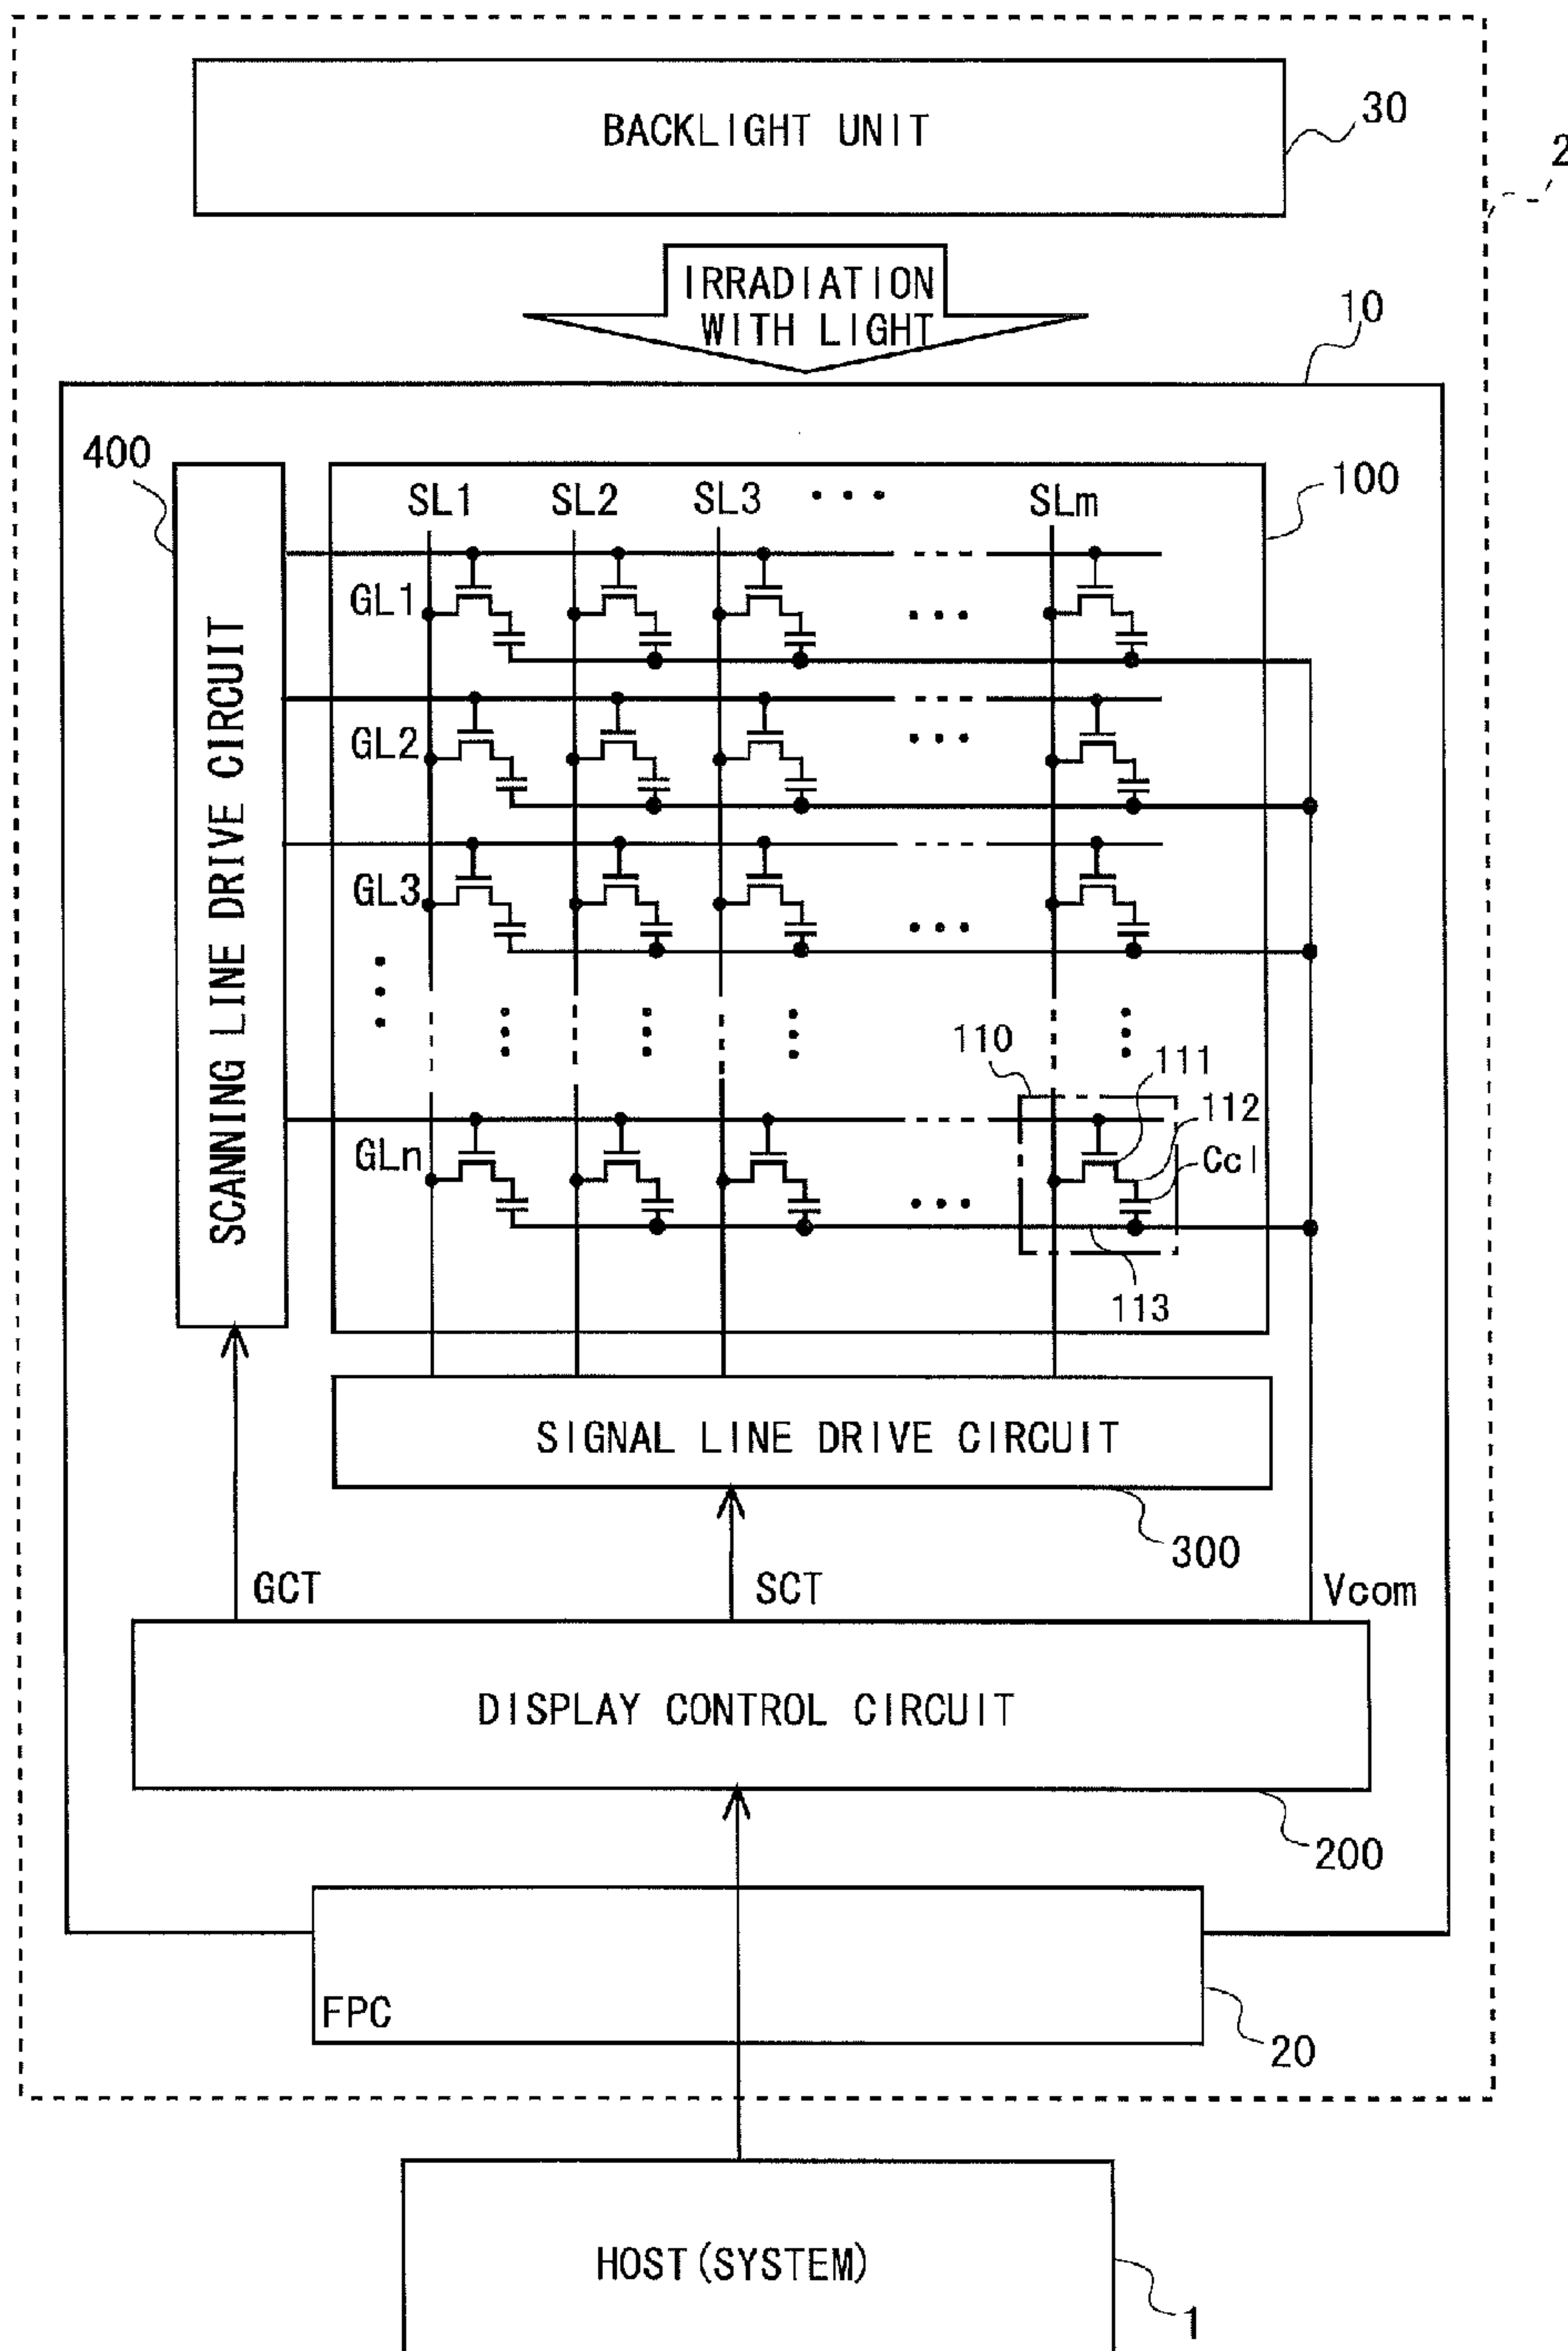 BACKLIGHT UNIT
30
2
IRRADIATION
WITH LIGHT
10
400
SL1 SL2 SL3 ••• SLm
100
SCANNING LINE DRIVE CIRCUIT
GL1
GL2
GL3
110
111
112
GLn
Ccl
113
SIGNAL LINE DRIVE CIRCUIT
300
GCT
SCT
Vcom
DISPLAY CONTROL CIRCUIT
200
FPC
20
HOST(SYSTEM)
1